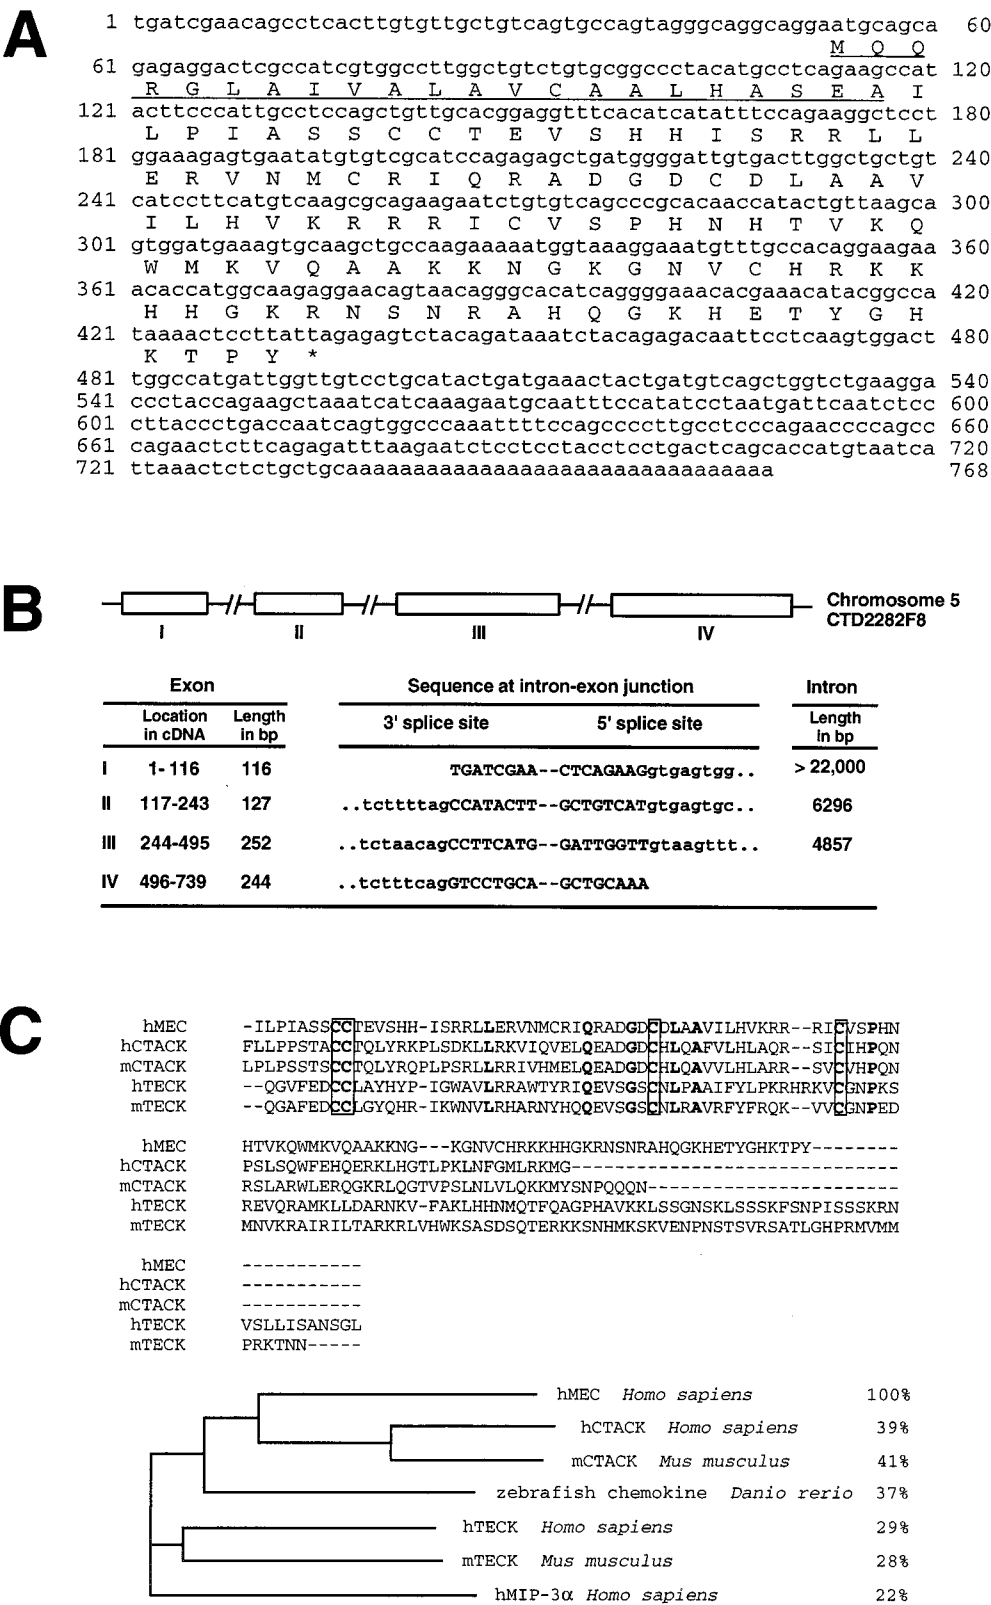 A
1 tgatcgaacagcctcacttgtgttgctgtcagtgccagtagggcaggcaggaatgcagca 60
M Q Q
61 gagaggactcgccatcgtggccttggctgtctgtgcggccctacatgcctcagaagccat 120
R G L A I V A L A V C A A L H A S E A I
121 acttcccattgcctccagctgttgcacggaggtttcacatcatatttccagaaggctcct 180
L P I A S S C C T E V S H H I S R R L L
181 ggaaagagtgaatatgtgtcgcatccagagagctgatggggattgtgacttggctgctgt 240
E R V N M C R I Q R A D G D C D L A A V
241 catccttcatgtcaagcgcagaagaatctgtgtcagcccgcacaaccatactgttaagca 300
I L H V K R R R I C V S P H N H T V K Q
301 gtggatgaaagtgcaagctgccaagaaaaatggtaaaggaaatgtttgccacaggaagaa 360
W M K V Q A A K K N G K G N V C H R K K
361 acaccatggcaagaggaacagtaacagggcacatcaggggaaacacgaaacatacggcca 420
H H G K R N S N R A H Q G K H E T Y G H
421 taaaactccttattagagagtctacagataaatctacagagacaattcctcaagtggact 480
K T P Y *
481 tggccatgattggttgtcctgcatactgatgaaactactgatgtcagctggtctgaagga 540
541 ccctaccagaagctaaatcatcaaagaatgcaatttccatatcctaatgattcaatctcc 600
601 cttaccctgaccaatcagtggcccaaattttccagccccttgcctcccagaaccccagcc 660
661 cagaactcttcagagatttaagaatctcctcctacctcctgactcagcaccatgtaatca 720
721 ttaaactctctgctgcaaaaaaaaaaaaaaaaaaaaaaaaaaaaaaaa 768
B
Chromosome 5
CTD2282F8
I II III IV
Exon Sequence at intron-exon junction Intron
Location in cDNA Length in bp 3' splice site 5' splice site Length in bp
I 1-116 116 TGATCGAA--CTCAGAAGgtgagtgg.. > 22,000
II 117-243 127 ..tcttttagCCATACTT--GCTGTCATgtgagtgc.. 6296
III 244-495 252 ..tctaacagCCTTCATG--GATTGGTTgtaagttt.. 4857
IV 496-739 244 ..tctttcagGTCCTGCA--GCTGCAAA
C
hMEC -ILPIASSCCTEVSHH-ISRRLLERVNMCRIQRADGDCDLAAVILHVKRR--RICVSPHN
hCTACK FLLPPSTACCTQLYRKPLSDKLLRKVIQVELQEADGDCHLQAFVLHLAQR--SICIHPQN
mCTACK LPLPSSTSCCTQLYRQPLPSRLLRRIVHMELQEADGDCHLQAVVLHLARR--SVCVHPQN
hTECK --QGVFEDCCLAYHYP-IGWAVLRRAWTYRIQEVSGSCNLPAAIFYLPKRHRKVCGNPKS
mTECK --QGAFEDCCLGYQHR-IKWNVLRHARNYHQQEVSGSCNLRAVRFYFRQK--VVCGNPED
hMEC HTVKQWMKVQAAKKNG---KGNVCHRKKHHGKRNSNRAHQGKHETYGHKTPY--------
hCTACK PSLSQWFEHQERKLHGTLPKLNFGMLRKMG------------------------------
mCTACK RSLARWLERQGKRLQGTVPSLNLVLQKKMYSNPQQQN-----------------------
hTECK REVQRAMKLLDARNKV-FAKLHHNMQTFQAGPHAVKKLSSGNSKLSSSKFSNPISSSKRN
mTECK MNVKRAIRILTARKRLVHWKSASDSQTERKKSNHMKSKVENPNSTSVRSATLGHPRMVMM
hMEC -----------
hCTACK -----------
mCTACK -----------
hTECK VSLLISANSGL
mTECK PRKTNN-----
hMEC Homo sapiens 100%
hCTACK Homo sapiens 39%
mCTACK Mus musculus 41%
zebrafish chemokine Danio rerio 37%
hTECK Homo sapiens 29%
mTECK Mus musculus 28%
hMIP-3α Homo sapiens 22%